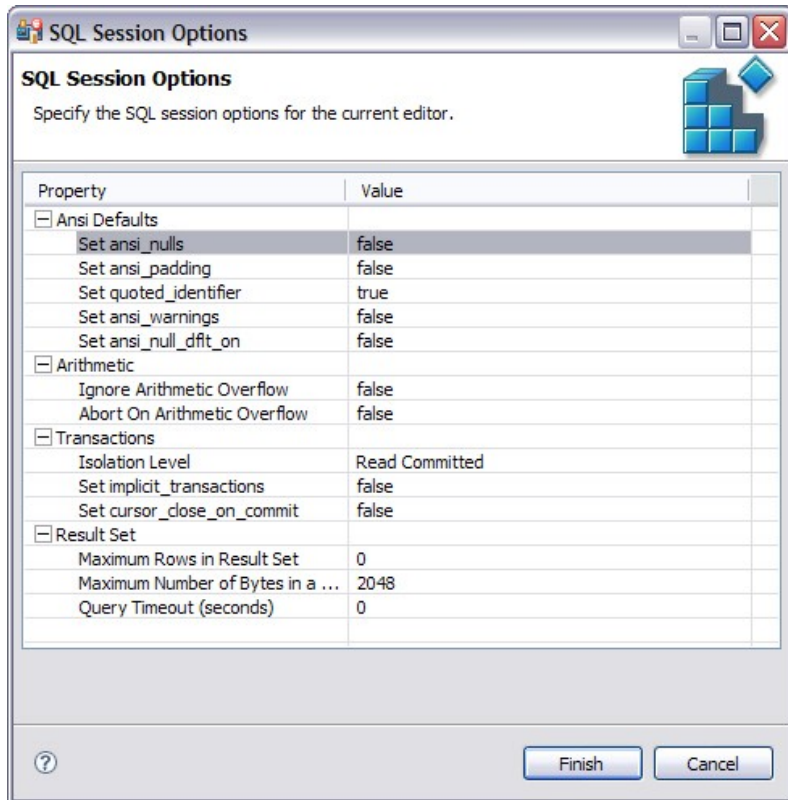 SQL Session Options
SQL Session Options
Specify the SQL session options for the current editor.
Property Value
Ansi Defaults
Set ansi_nulls false
Set ansi_padding false
Set quoted_identifier true
Set ansi_warnings false
Set ansi_null_dflt_on false
Arithmetic
Ignore Arithmetic Overflow false
Abort On Arithmetic Overflow false
Transactions
Isolation Level Read Committed
Set implicit_transactions false
Set cursor_close_on_commit false
Result Set
Maximum Rows in Result Set 0
Maximum Number of Bytes in a ... 2048
Query Timeout (seconds) 0
? Finish Cancel